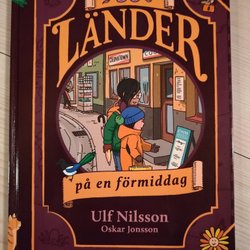 LÄNDER
på en förmiddag
Ulf Nilsson
Oskar Jonsson